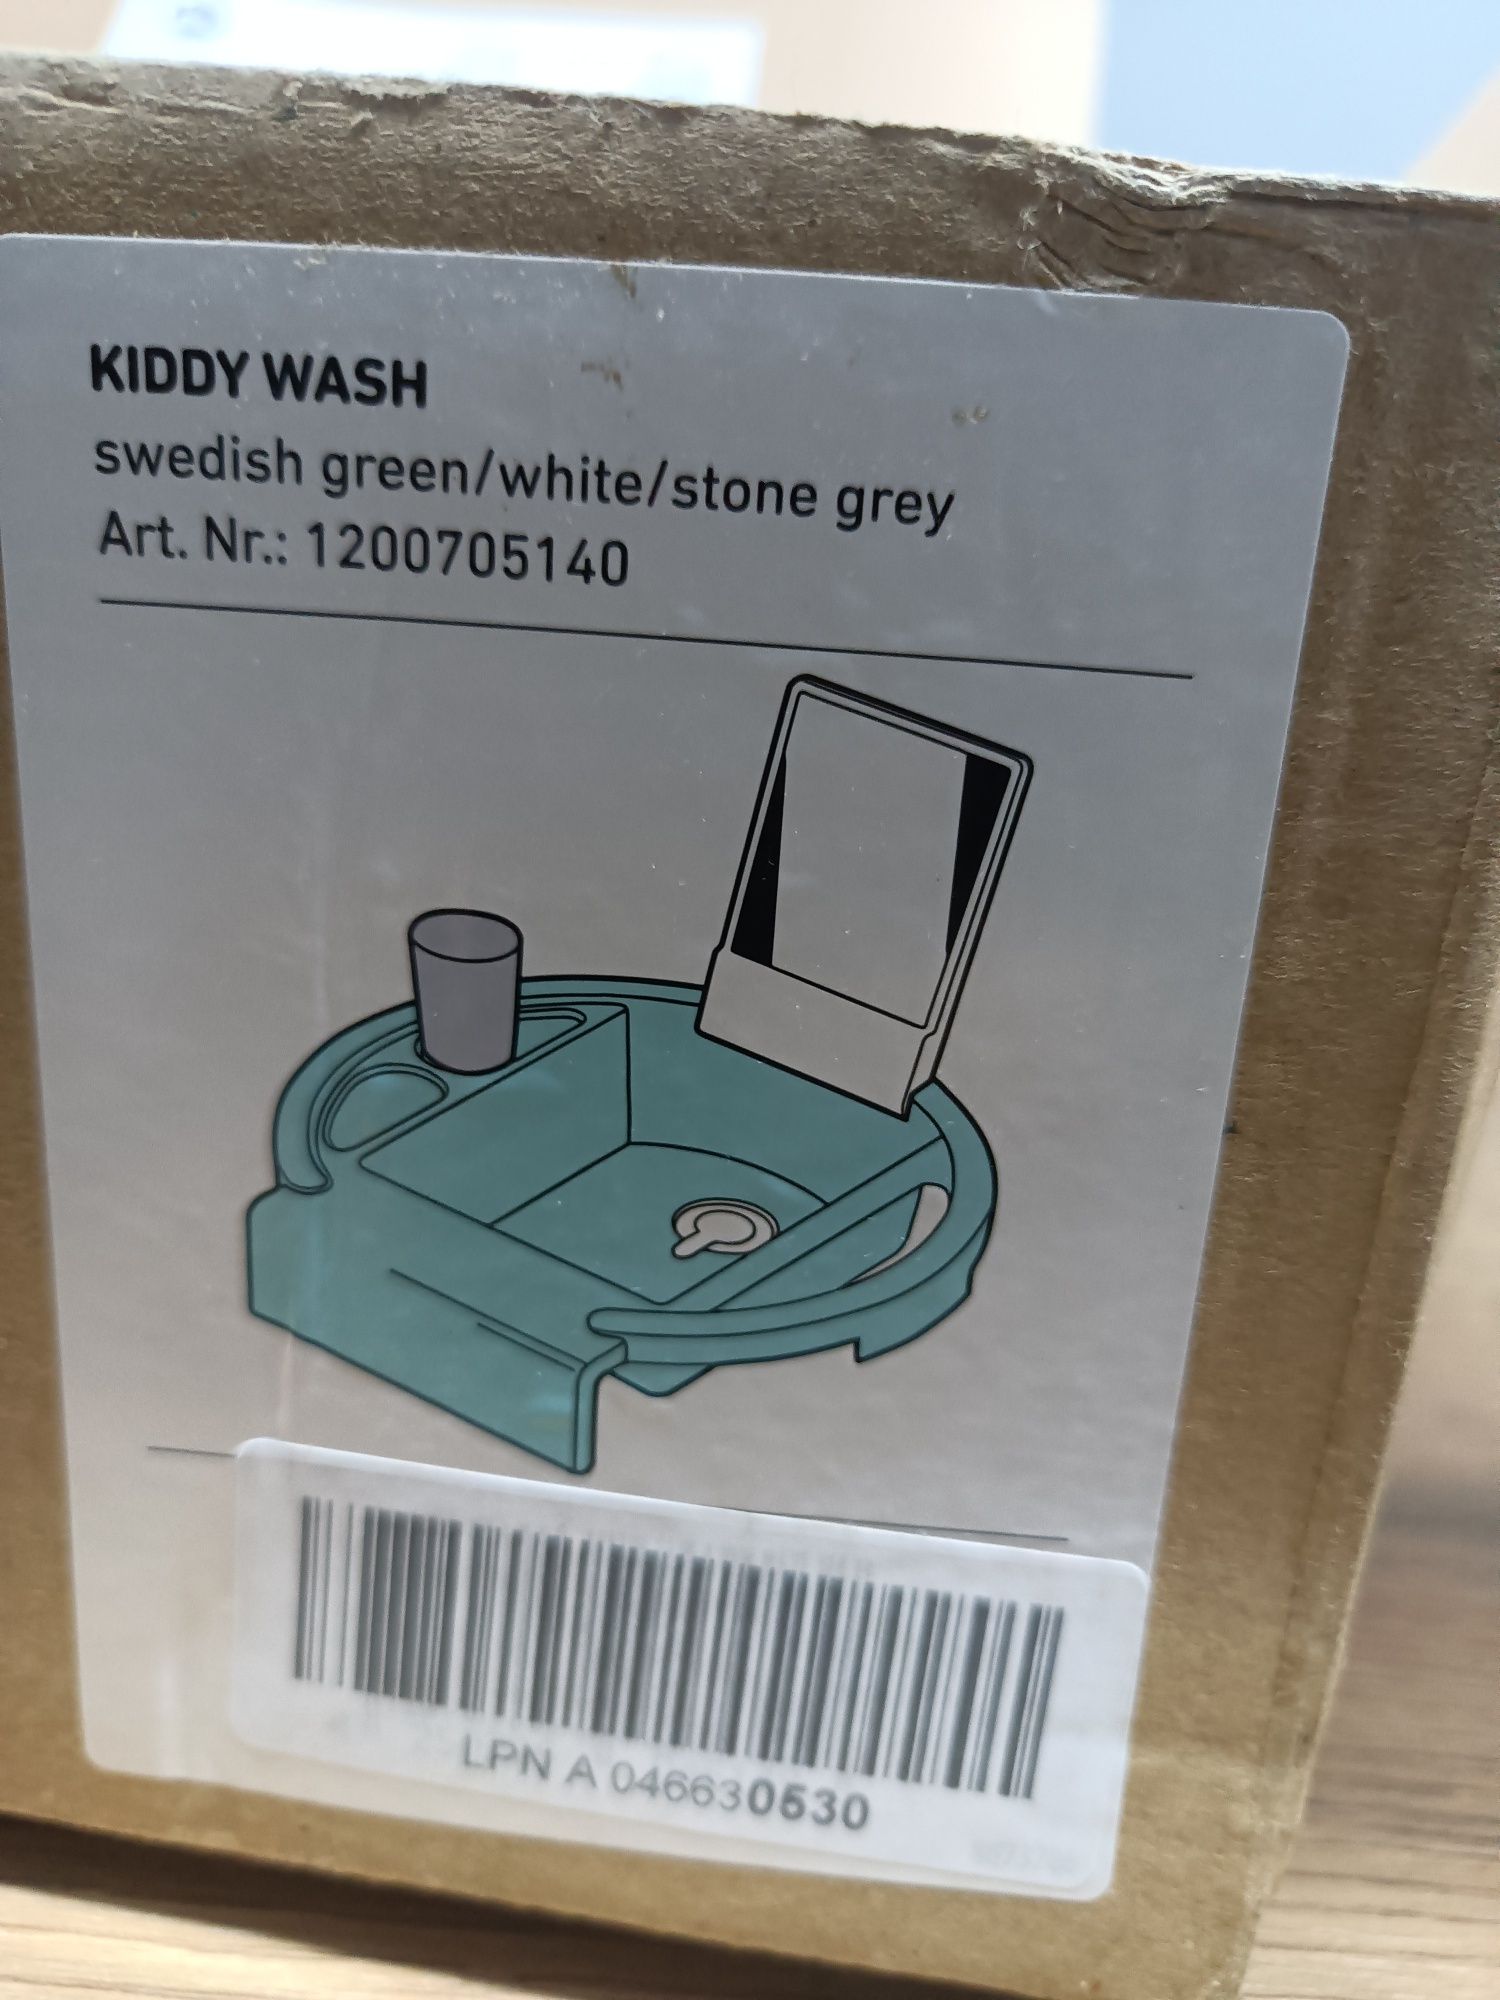 KIDDY WASH
swedish green/white/stone grey
Art. Nr.: 1200705140
LPN A 046630530